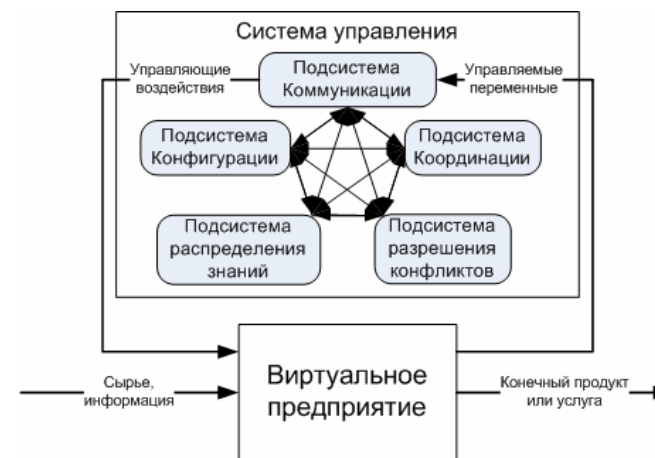 Система управления
Управляющие
воздействия
Подсистема
Коммуникации
Управляемые
переменные
Подсистема
Конфигурации
Подсистема
Координации
Подсистема
распределения
знаний
Подсистема
разрешения
конфликтов
Сырье,
информация
Виртуальное
предприятие
Конечный продукт
или услуга